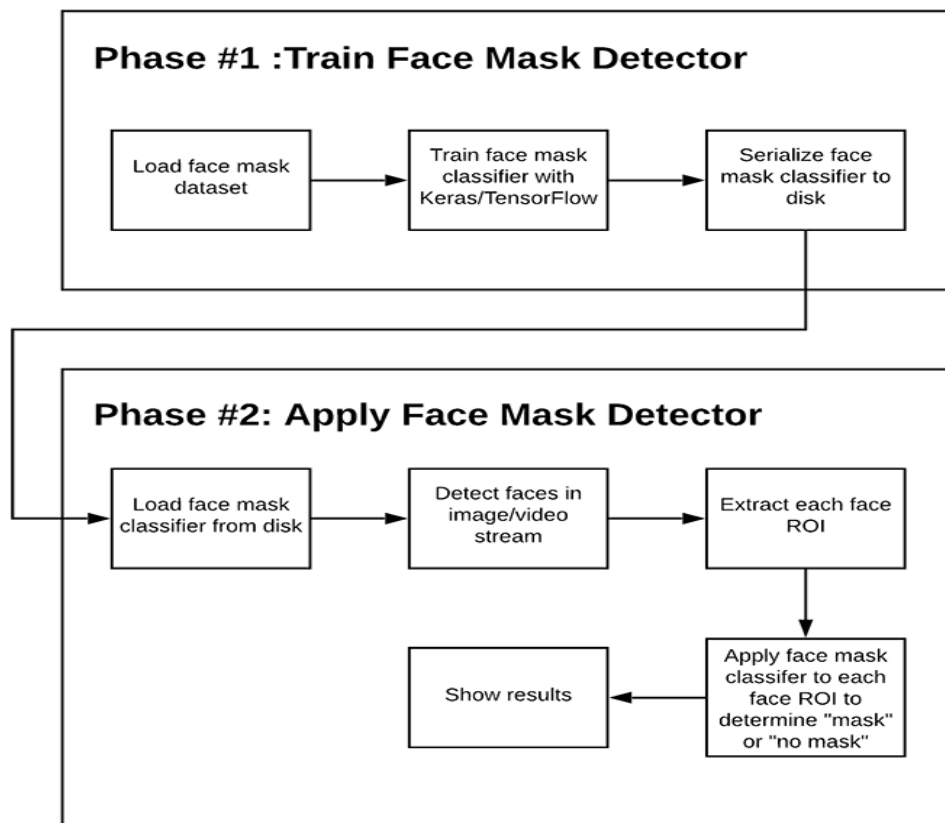 Phase #1 :Train Face Mask Detector
Load face mask
dataset
Train face mask
classifier with
Keras/TensorFlow
Serialize face
mask classifier to
disk
Phase #2: Apply Face Mask Detector
Load face mask
classifier from disk
Detect faces in
image/video
stream
Extract each face
ROI
Apply face mask
classifer to each
face ROI to
determine "mask"
or "no mask"
Show results